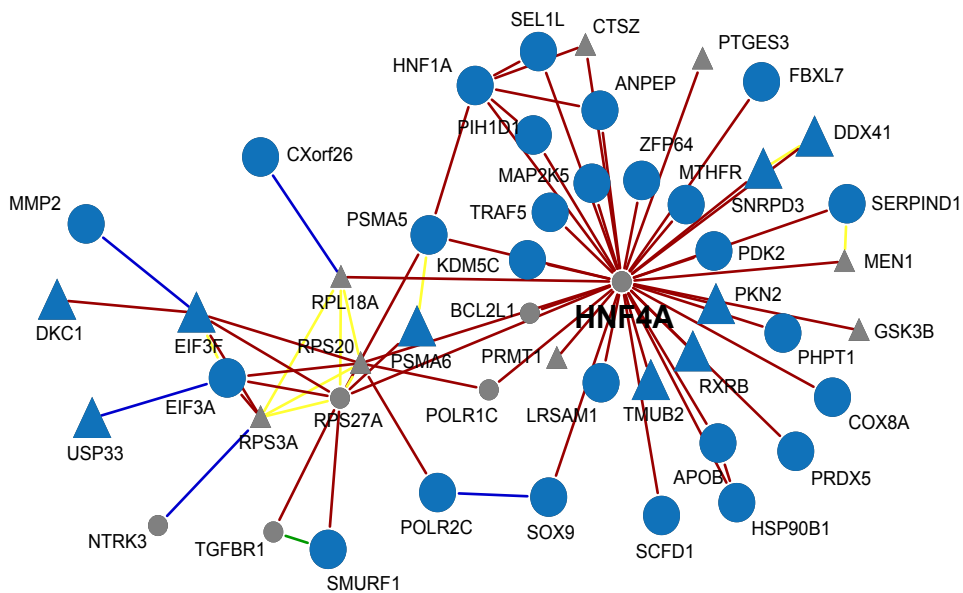 SEL1L
CTSZ
PTGES3
HNF1A
FBXL7
ANPEP
PIH1D1
DDX41
CXorf26
ZFP64
MAP2K5
MTHFR
SNRPD3
MMP2
PSMA5
TRAF5
SERPIND1
KDM5C
PDK2
MEN1
RPL18A
BCL2L1
PKN2
HNF4A
DKC1
EIF3F
RPS20
PSMA6
PRMT1
GSK3B
PHPT1
RXRB
EIF3A
RPS27A
POLR1C
LRSAM1
TMUB2
COX8A
USP33
RPS3A
APOB
PRDX5
NTRK3
TGFBR1
POLR2C
SOX9
HSP90B1
SCFD1
SMURF1